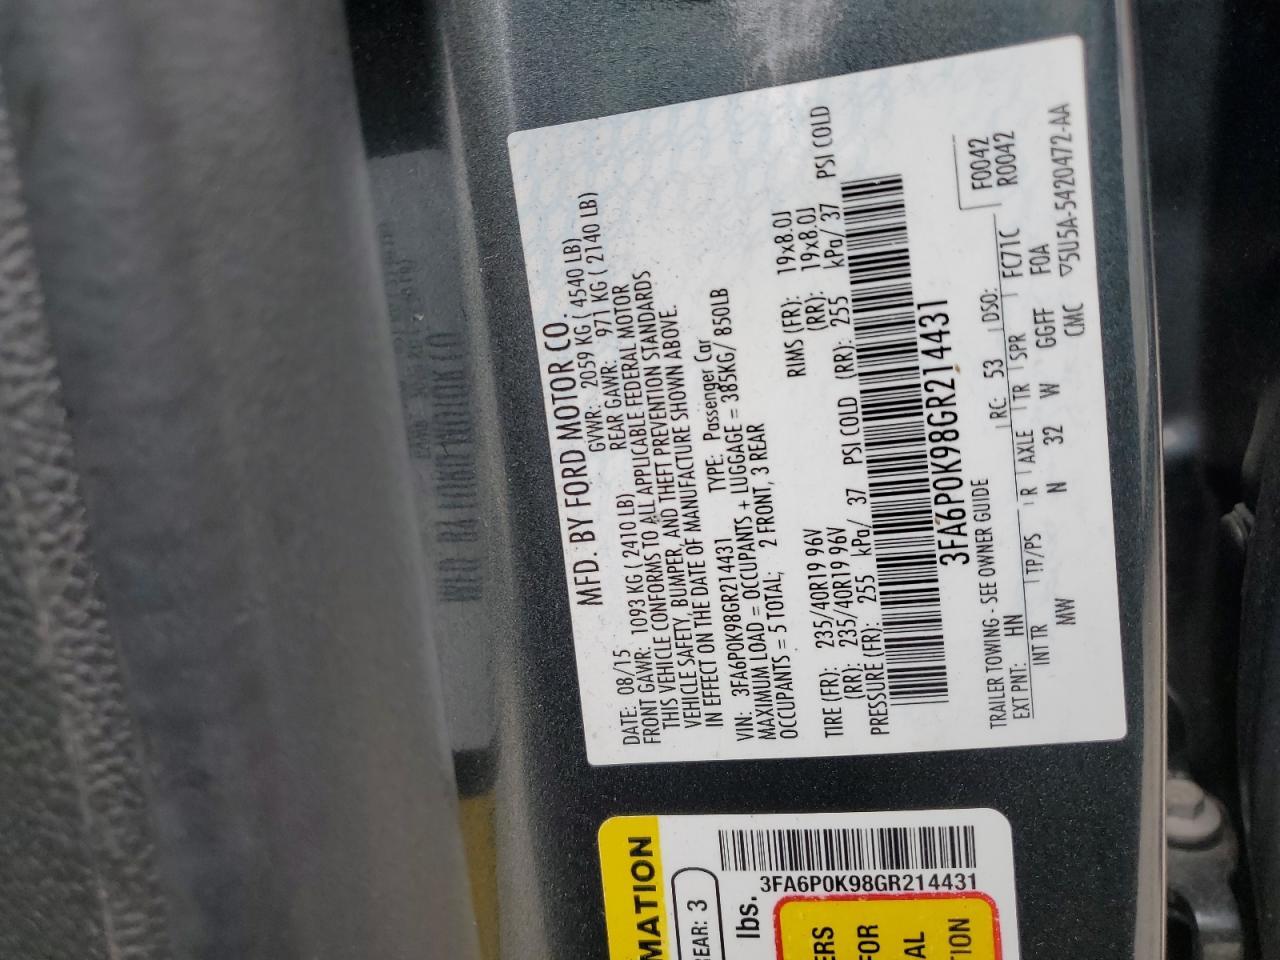 MFD. BY FORD MOTOR CO.
DATE: 08/15 GVWR: 2059 KG ( 4540 LB)
FRONT GAWR: 1093 KG ( 2410 LB) REAR GAWR: 971 KG ( 2140 LB)
THIS VEHICLE CONFORMS TO ALL APPLICABLE FEDERAL MOTOR
VEHICLE SAFETY, BUMPER, AND THEFT PREVENTION STANDARDS
IN EFFECT ON THE DATE OF MANUFACTURE SHOWN ABOVE.
VIN: 3FA6P0K98GR214431 TYPE: Passenger Car
MAXIMUM LOAD = OCCUPANTS + LUGGAGE = 385KG/ 850LB
OCCUPANTS = 5 TOTAL; 2 FRONT, 3 REAR
TIRE (FR): 235/40R19 96V RIMS (FR): 19x8.0J
(RR): 235/40R19 96V (RR): 19x8.0J
PRESSURE (FR): 255 kPa/ 37 PSI COLD (RR): 255 kPa/ 37 PSI COLD
3FA6P0K98GR214431
TRAILER TOWING - SEE OWNER GUIDE F0042
EXT PNT: HN RC: 53 DSO: FC71C R0042
INT TR TP/PS R AXLE TR SPR
MW N 32 W GGFF F0A
CMC ▽5U5A-5420472-AA
MATION
REAR: 3
lbs.
3FA6P0K98GR214431
ERS
FOR
AL
TION